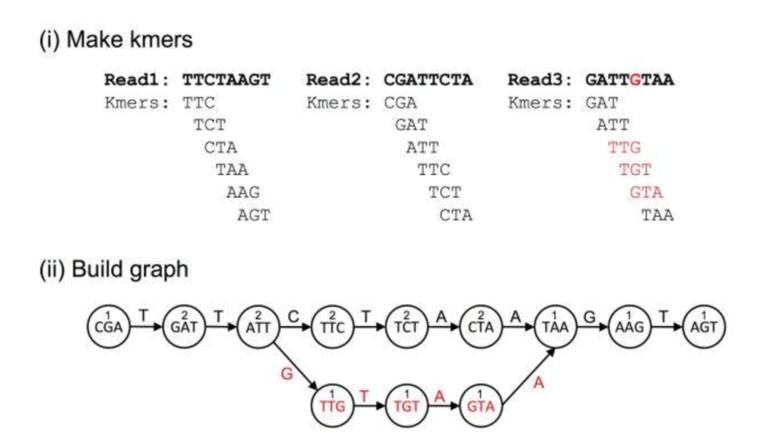 (i) Make kmers
Read1: TTCTAAGT Read2: CGATTCTA Read3: GATTGTAA
Kmers: TTC Kmers: CGA Kmers: GAT
TCT GAT ATT
CTA ATT TTG
TAA TTC TGT
AAG TCT GTA
AGT CTA TAA
(ii) Build graph
1 2 2 2 2 2 1 1 1
CGA T GAT T ATT C TTC T TCT A CTA A TAA G AAG T AGT
G A
1 1 1
TTG T TGT A GTA